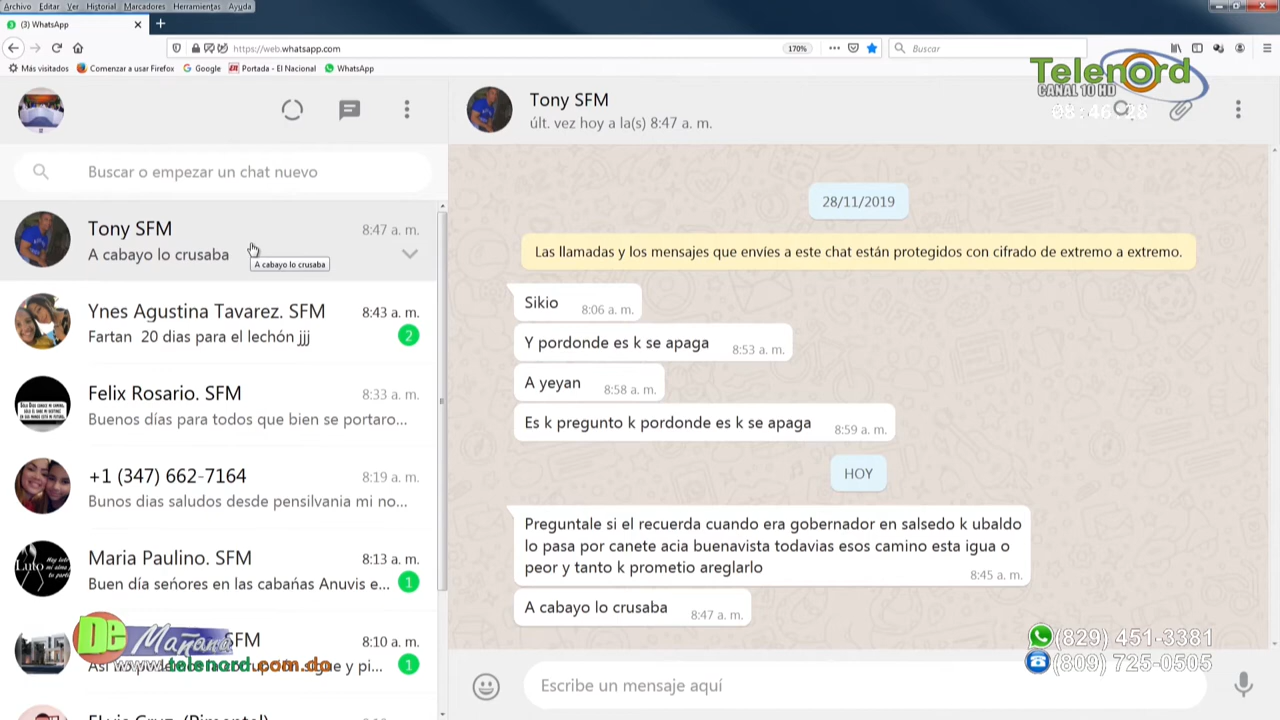 Archivo Editar Ver Historial Marcadores Herramientas Ayuda
(3) WhatsApp
https://web.whatsapp.com
170%
Buscar
Más visitados Comenzar a usar Firefox Google Portada - El Nacional WhatsApp
Telenord
CANAL 10 HD
08:46:28
Tony SFM
últ. vez hoy a la(s) 8:47 a. m.
Buscar o empezar un chat nuevo
Tony SFM 8:47 a. m.
A cabayo lo crusaba
A cabayo lo crusaba
Ynes Agustina Tavarez. SFM 8:43 a. m.
Fartan 20 dias para el lechón jjj 2
Felix Rosario. SFM 8:33 a. m.
Buenos días para todos que bien se portaro...
+1 (347) 662-7164 8:19 a. m.
Bunos dias saludos desde pensilvania mi no...
Maria Paulino. SFM 8:13 a. m.
Buen día seńores en las cabańas Anuvis e... 1
SFM 8:10 a. m.
gue y pi... 1
De Mañana
www.telenord.com.do
28/11/2019
Las llamadas y los mensajes que envíes a este chat están protegidos con cifrado de extremo a extremo.
Sikio 8:06 a. m.
Y pordonde es k se apaga 8:53 a. m.
A yeyan 8:58 a. m.
Es k pregunto k pordonde es k se apaga 8:59 a. m.
HOY
Preguntale si el recuerda cuando era gobernador en salsedo k ubaldo
lo pasa por canete acia buenavista todavias esos camino esta igua o
peor y tanto k prometio areglarlo
8:45 a. m.
A cabayo lo crusaba 8:47 a. m.
(829) 451-3381
(809) 725-0505
Escribe un mensaje aquí